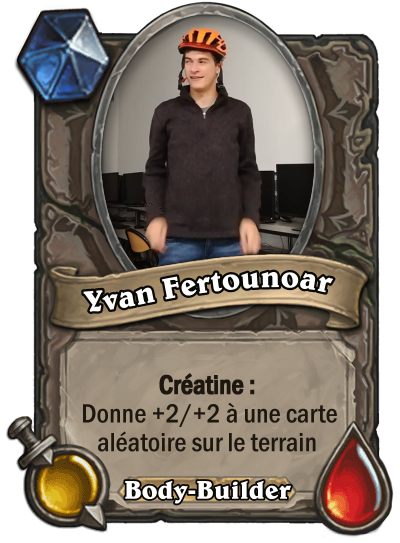 Yvan Fertounoar
Créatine :
Donne +2/+2 à une carte
aléatoire sur le terrain
Body-Builder